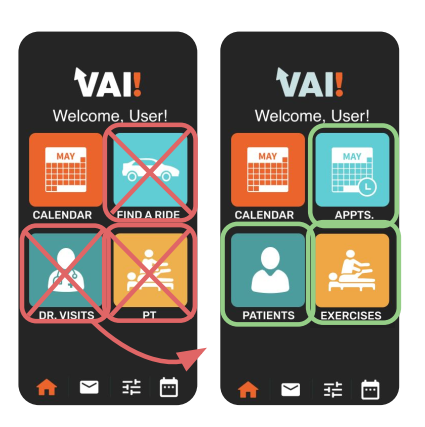 VAI!
Welcome, User!
MAY
CALENDAR
FIND A RIDE
DR. VISITS
PT
VAI!
Welcome, User!
MAY
CALENDAR
MAY
APPTS.
PATIENTS
EXERCISES